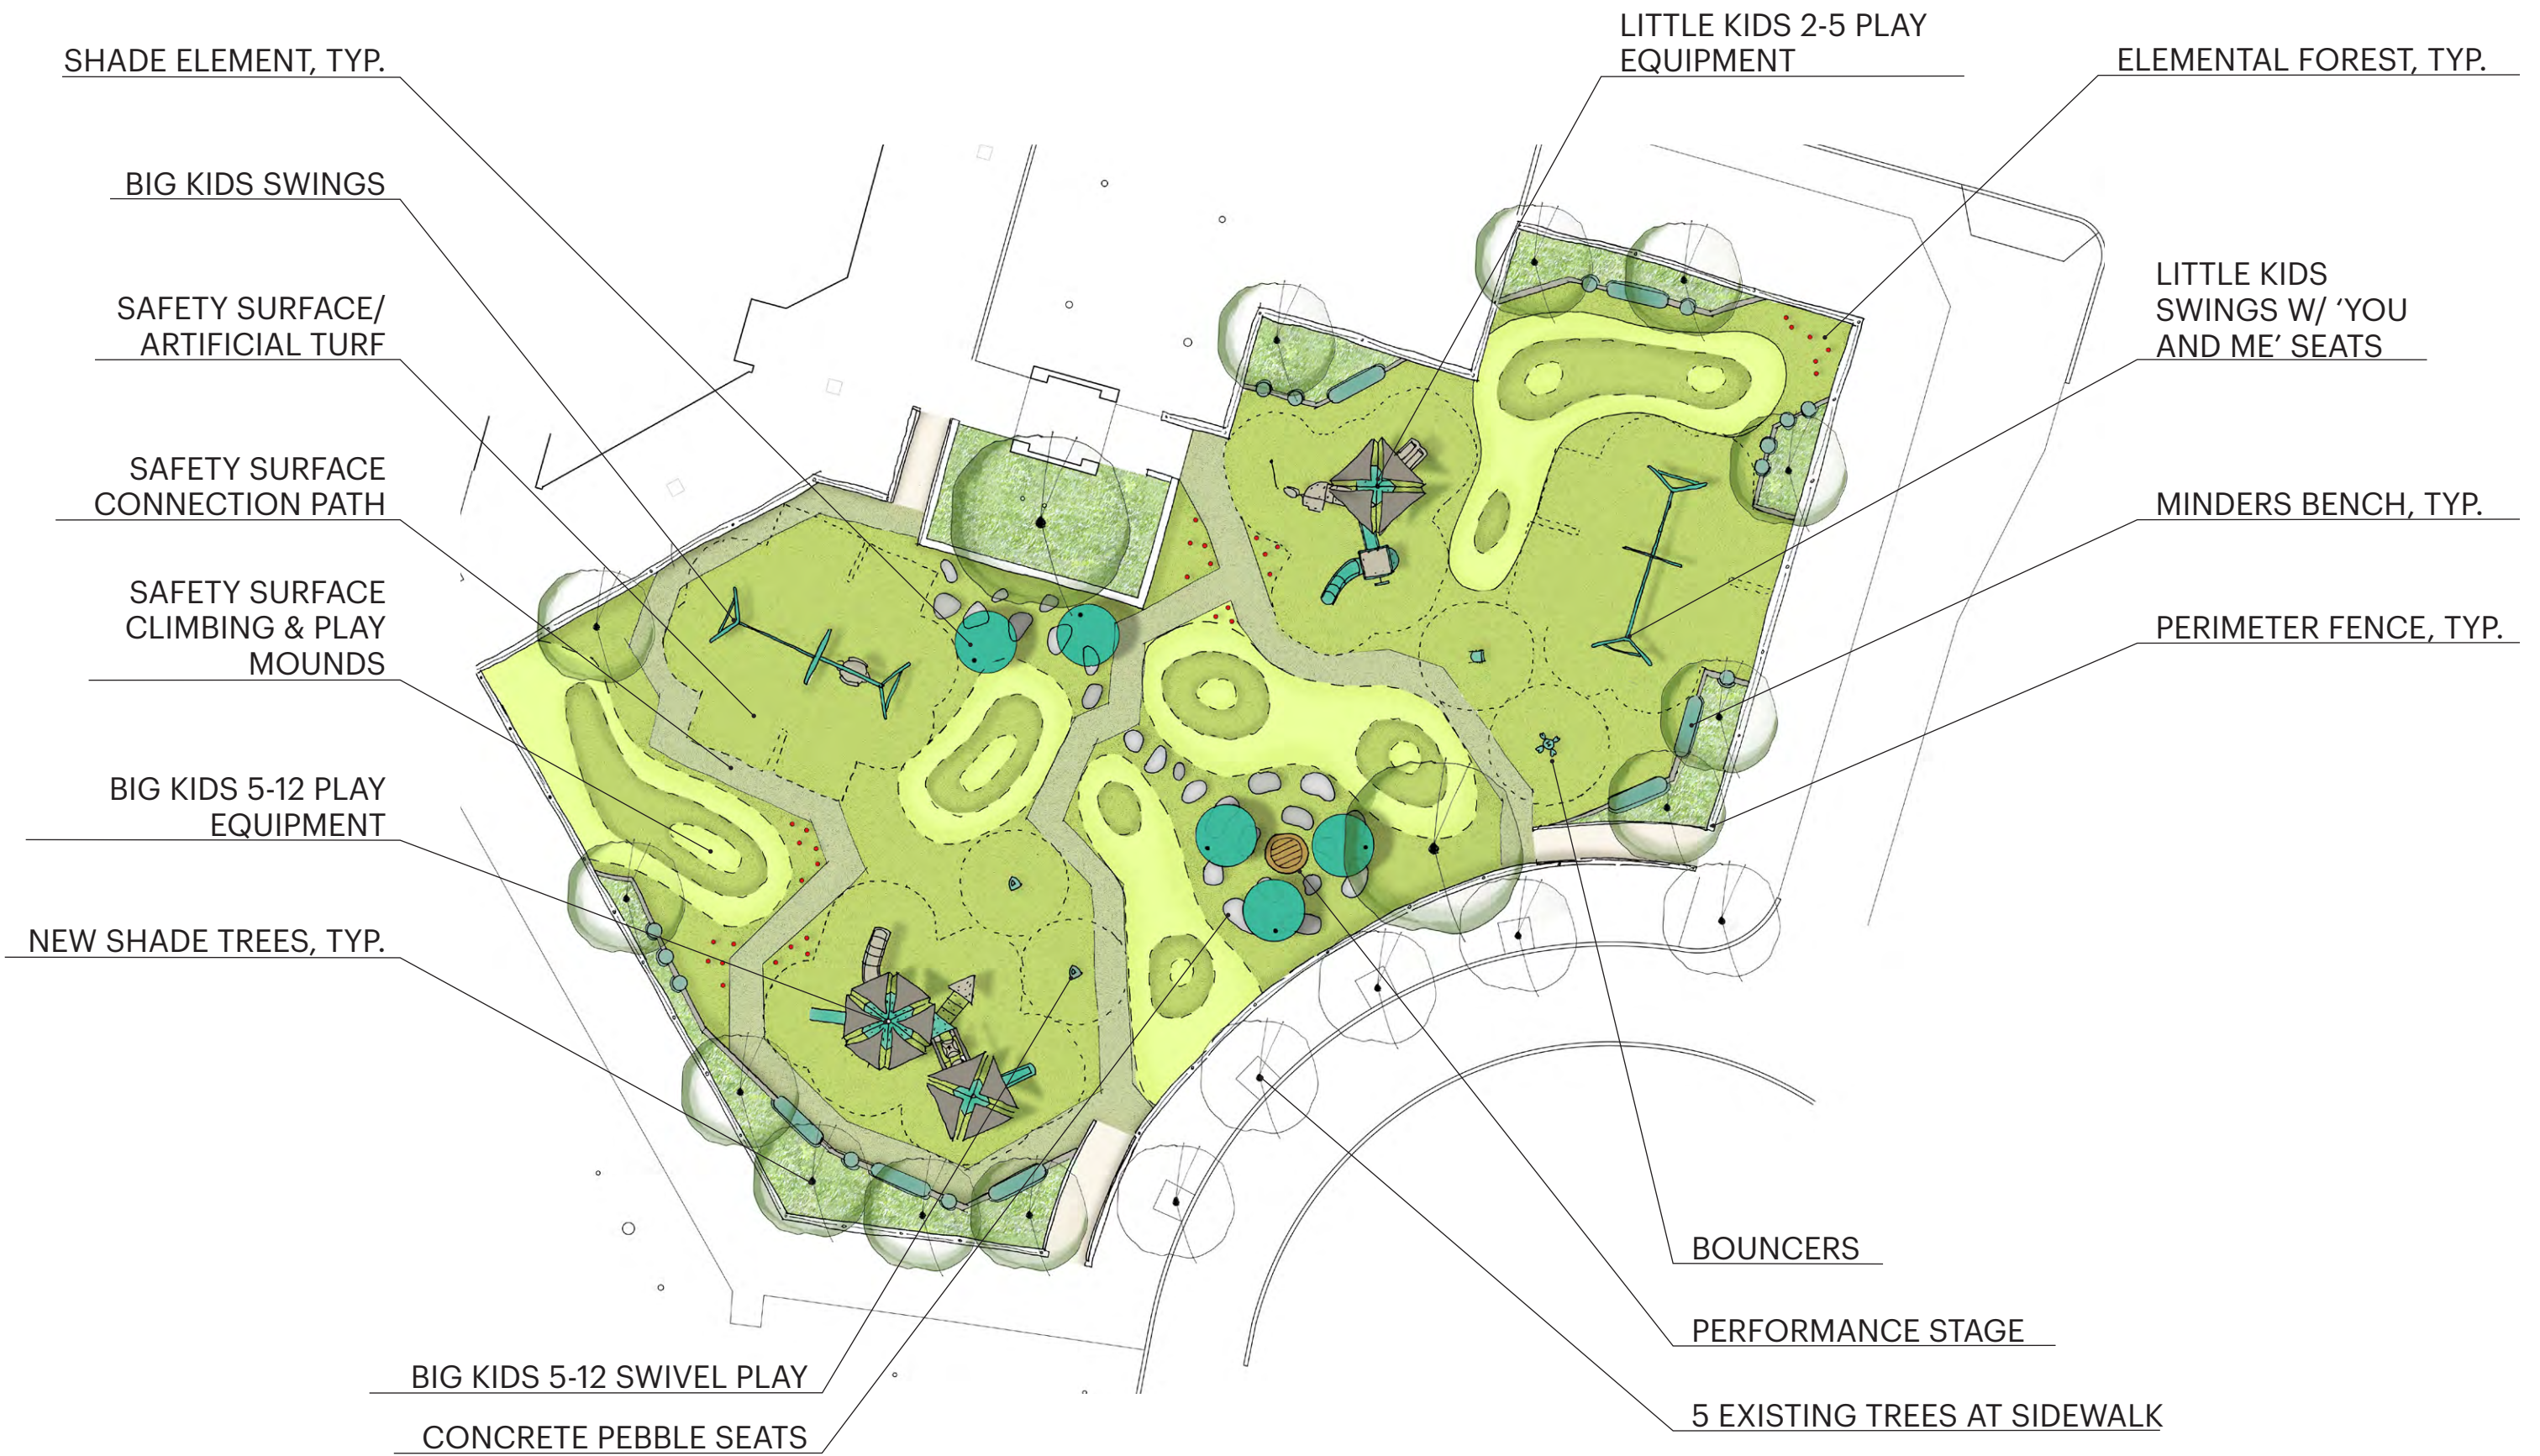 SHADE ELEMENT, TYP.
BIG KIDS SWINGS
SAFETY SURFACE/
ARTIFICIAL TURF
SAFETY SURFACE
CONNECTION PATH
SAFETY SURFACE
CLIMBING & PLAY
MOUNDS
BIG KIDS 5-12 PLAY
EQUIPMENT
NEW SHADE TREES, TYP.
BIG KIDS 5-12 SWIVEL PLAY
CONCRETE PEBBLE SEATS
LITTLE KIDS 2-5 PLAY
EQUIPMENT
ELEMENTAL FOREST, TYP.
LITTLE KIDS
SWINGS W/ ‘YOU
AND ME’ SEATS
MINDERS BENCH, TYP.
PERIMETER FENCE, TYP.
BOUNCERS
PERFORMANCE STAGE
5 EXISTING TREES AT SIDEWALK